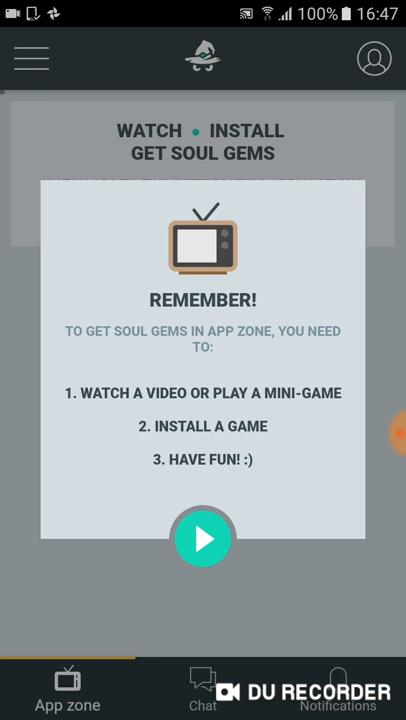 100% 16:47
WATCH • INSTALL
GET SOUL GEMS
REMEMBER!
TO GET SOUL GEMS IN APP ZONE, YOU NEED
TO:
1. WATCH A VIDEO OR PLAY A MINI-GAME
2. INSTALL A GAME
3. HAVE FUN! :)
App zone
Chat
Notifications
DU RECORDER